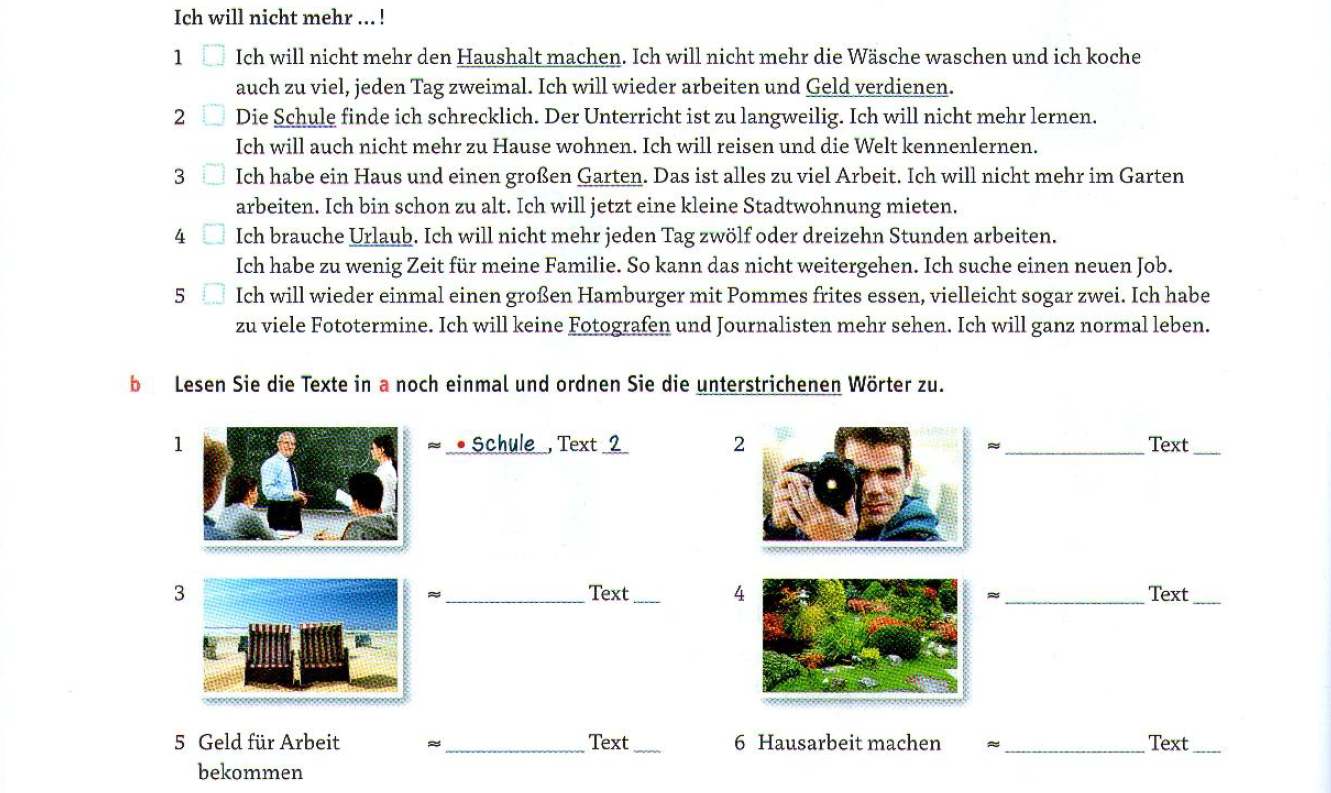 Ich will nicht mehr ... !
1 Ich will nicht mehr den Haushalt machen. Ich will nicht mehr die Wäsche waschen und ich koche
auch zu viel, jeden Tag zweimal. Ich will wieder arbeiten und Geld verdienen.
2 Die Schule finde ich schrecklich. Der Unterricht ist zu langweilig. Ich will nicht mehr lernen.
Ich will auch nicht mehr zu Hause wohnen. Ich will reisen und die Welt kennenlernen.
3 Ich habe ein Haus und einen großen Garten. Das ist alles zu viel Arbeit. Ich will nicht mehr im Garten
arbeiten. Ich bin schon zu alt. Ich will jetzt eine kleine Stadtwohnung mieten.
4 Ich brauche Urlaub. Ich will nicht mehr jeden Tag zwölf oder dreizehn Stunden arbeiten.
Ich habe zu wenig Zeit für meine Familie. So kann das nicht weitergehen. Ich suche einen neuen Job.
5 Ich will wieder einmal einen großen Hamburger mit Pommes frites essen, vielleicht sogar zwei. Ich habe
zu viele Fototermine. Ich will keine Fotografen und Journalisten mehr sehen. Ich will ganz normal leben.
b Lesen Sie die Texte in a noch einmal und ordnen Sie die unterstrichenen Wörter zu.
1 ≈ • Schule, Text 2
2 ≈ ____________ Text __
3 ≈ ____________ Text __
4 ≈ ____________ Text __
5 Geld für Arbeit ≈ ____________ Text __
bekommen
6 Hausarbeit machen ≈ ____________ Text __